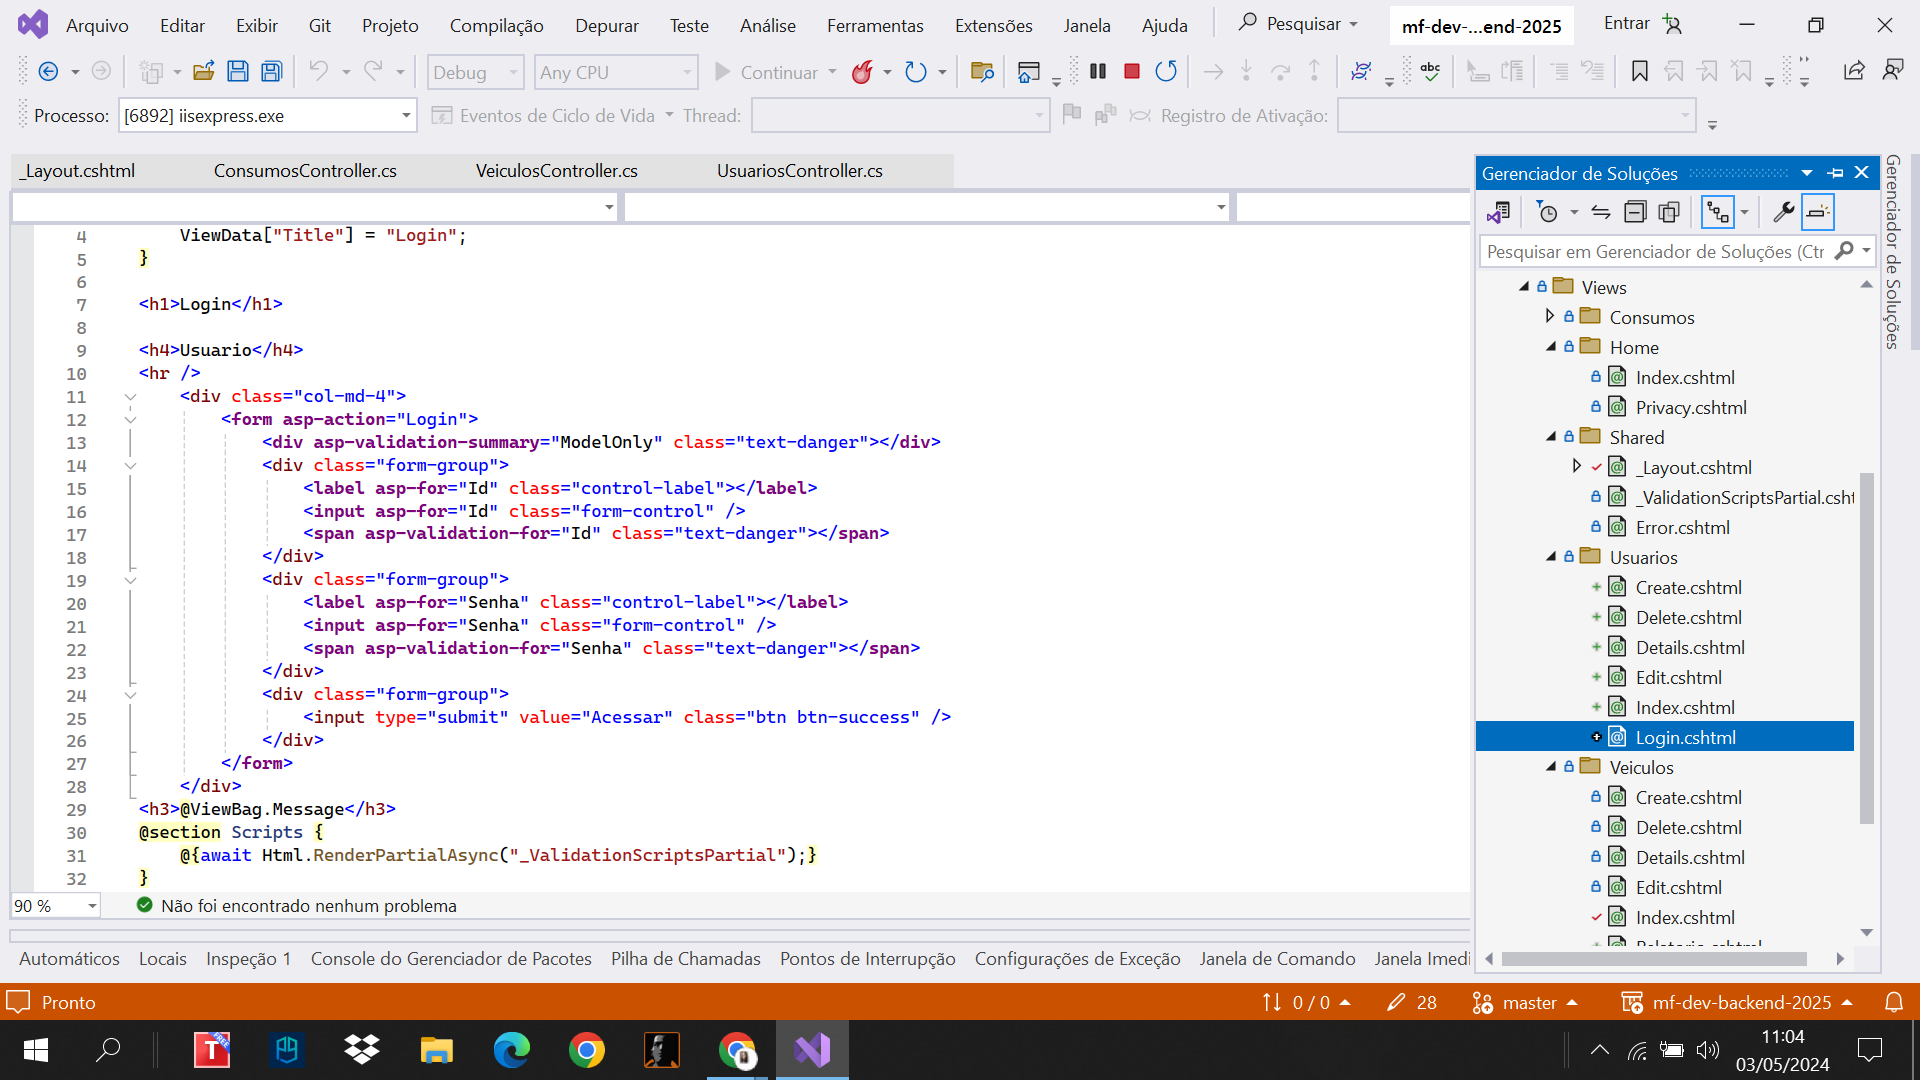 Arquivo Editar Exibir Git Projeto Compilação Depurar Teste Análise Ferramentas Extensões Janela Ajuda Pesquisar mf-dev-...end-2025 Entrar
Debug Any CPU Continuar abc
Processo: [6892] iisexpress.exe Eventos de Ciclo de Vida Thread: Registro de Ativação:
_Layout.cshtml ConsumosController.cs VeiculosController.cs UsuariosController.cs
4 ViewData["Title"] = "Login";
5 }
6
7 <h1>Login</h1>
8
9 <h4>Usuario</h4>
10 <hr />
11 <div class="col-md-4">
12 <form asp-action="Login">
13 <div asp-validation-summary="ModelOnly" class="text-danger"></div>
14 <div class="form-group">
15 <label asp-for="Id" class="control-label"></label>
16 <input asp-for="Id" class="form-control" />
17 <span asp-validation-for="Id" class="text-danger"></span>
18 </div>
19 <div class="form-group">
20 <label asp-for="Senha" class="control-label"></label>
21 <input asp-for="Senha" class="form-control" />
22 <span asp-validation-for="Senha" class="text-danger"></span>
23 </div>
24 <div class="form-group">
25 <input type="submit" value="Acessar" class="btn btn-success" />
26 </div>
27 </form>
28 </div>
29 <h3>@ViewBag.Message</h3>
30 @section Scripts {
31 @{await Html.RenderPartialAsync("_ValidationScriptsPartial");}
32 }
90 % Não foi encontrado nenhum problema
Automáticos Locais Inspeção 1 Console do Gerenciador de Pacotes Pilha de Chamadas Pontos de Interrupção Configurações de Exceção Janela de Comando Janela Imedi
Gerenciador de Soluções
Pesquisar em Gerenciador de Soluções (Ctr
Views
Consumos
Home
Index.cshtml
Privacy.cshtml
Shared
_Layout.cshtml
_ValidationScriptsPartial.csht
Error.cshtml
Usuarios
Create.cshtml
Delete.cshtml
Details.cshtml
Edit.cshtml
Index.cshtml
Login.cshtml
Veiculos
Create.cshtml
Delete.cshtml
Details.cshtml
Edit.cshtml
Index.cshtml
Relatorio.cshtml
Gerenciador de Soluções
Pronto 0 / 0 28 master mf-dev-backend-2025
T FREE
11:04
03/05/2024